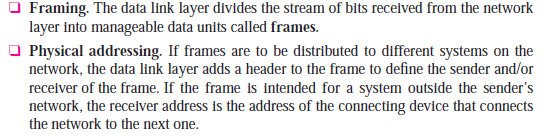 ❑ Framing. The data link layer divides the stream of bits received from the network
layer into manageable data units called frames.
❑ Physical addressing. If frames are to be distributed to different systems on the
network, the data link layer adds a header to the frame to define the sender and/or
receiver of the frame. If the frame is intended for a system outside the sender's
network, the receiver address is the address of the connecting device that connects
the network to the next one.